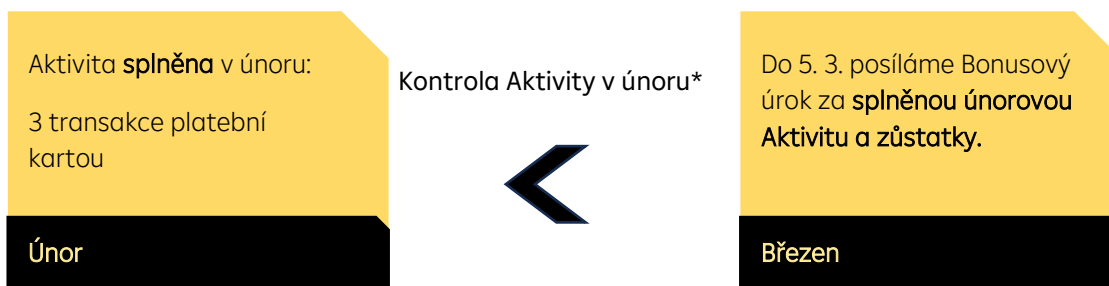 Aktivita splněna v únoru:
3 transakce platební
kartou
Únor
Kontrola Aktivity v únoru*
Do 5. 3. posíláme Bonusový
úrok za splněnou únorovou
Aktivitu a zůstatky.
Březen